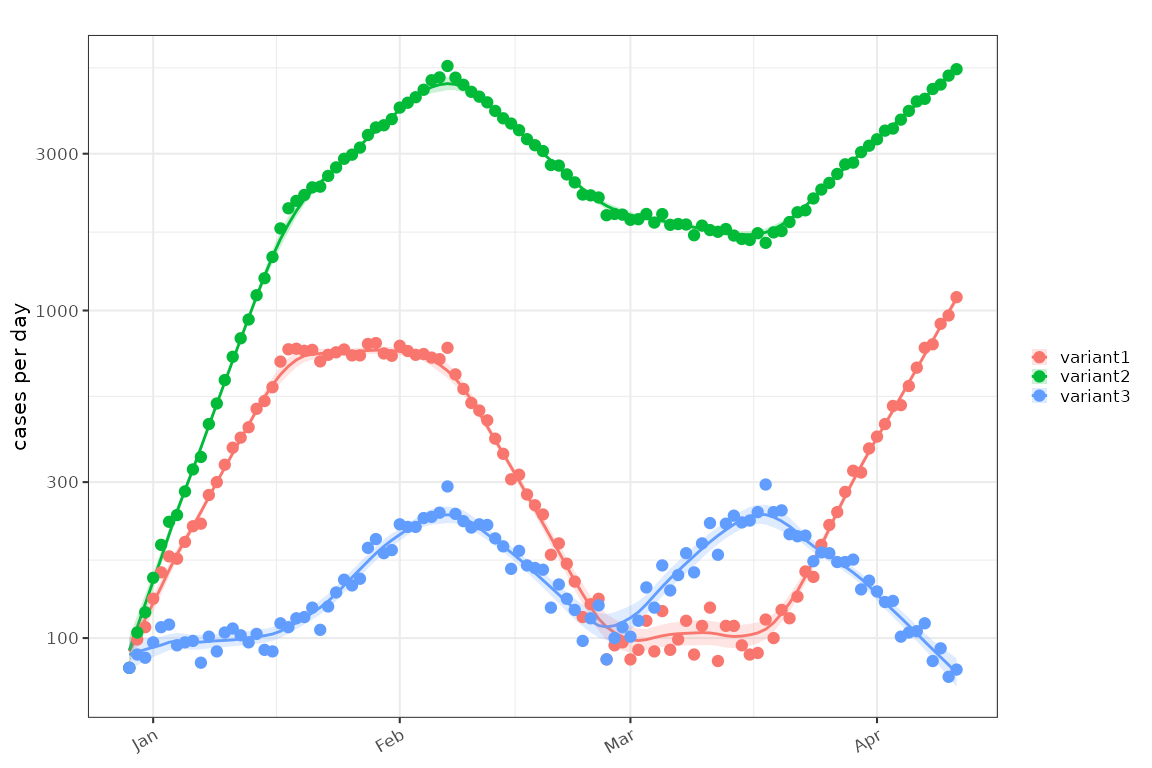 cases per day
3000
1000
300
100
Jan
Feb
Mar
Apr
variant1
variant2
variant3